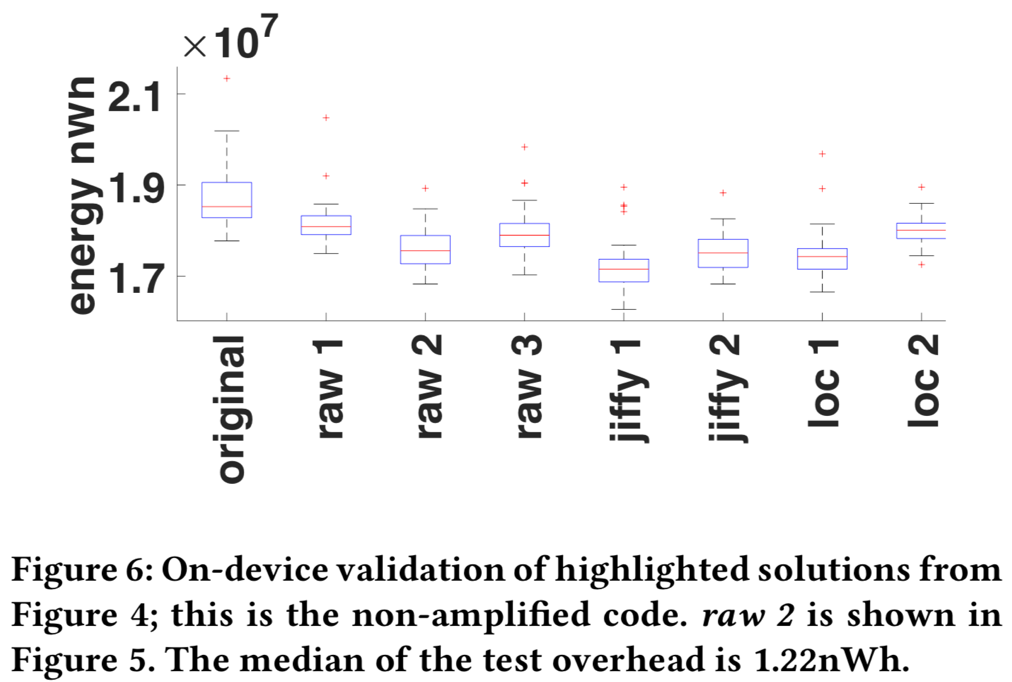 ×10⁷
energy nWh
2.1
1.9
1.7
original
raw 1
raw 2
raw 3
jiffy 1
jiffy 2
loc 1
loc 2
Figure 6: On-device validation of highlighted solutions from
Figure 4; this is the non-amplified code. raw 2 is shown in
Figure 5. The median of the test overhead is 1.22nWh.